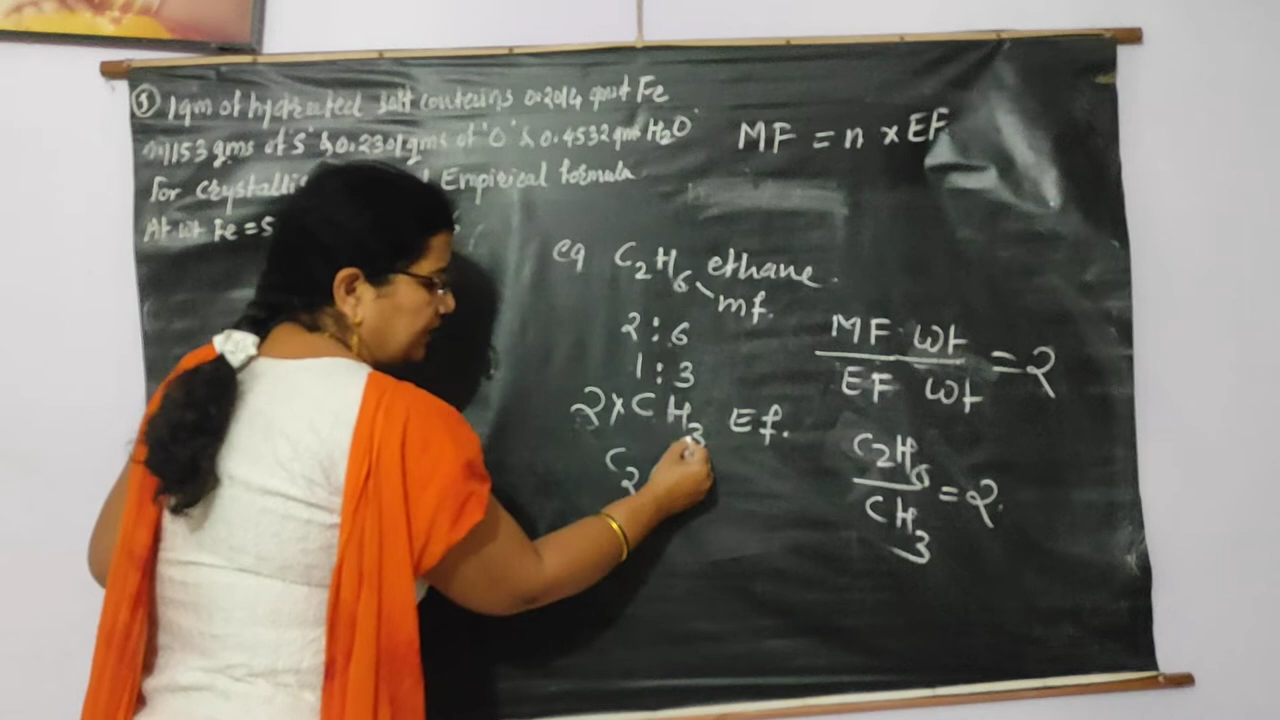 ⑤ 1gm of hydrated salt contains 0.2014 gms of Fe
0.1153 gms of 'S' & 0.2301 gms of 'O' & 0.4532 gms H₂O
For Empirical formula
At wt Fe = 5
MF = n × EF
eg C₂H₆ ethane.
mf.
2 : 6
1 : 3
2 × CH₃ Ef.
C₂
MF Wt
EF Wt = 2
C₂H₆
CH₃ = 2.